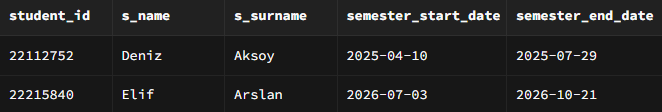 student_id s_name s_surname semester_start_date semester_end_date
22112752 Deniz Aksoy 2025-04-10 2025-07-29
22215840 Elif Arslan 2026-07-03 2026-10-21